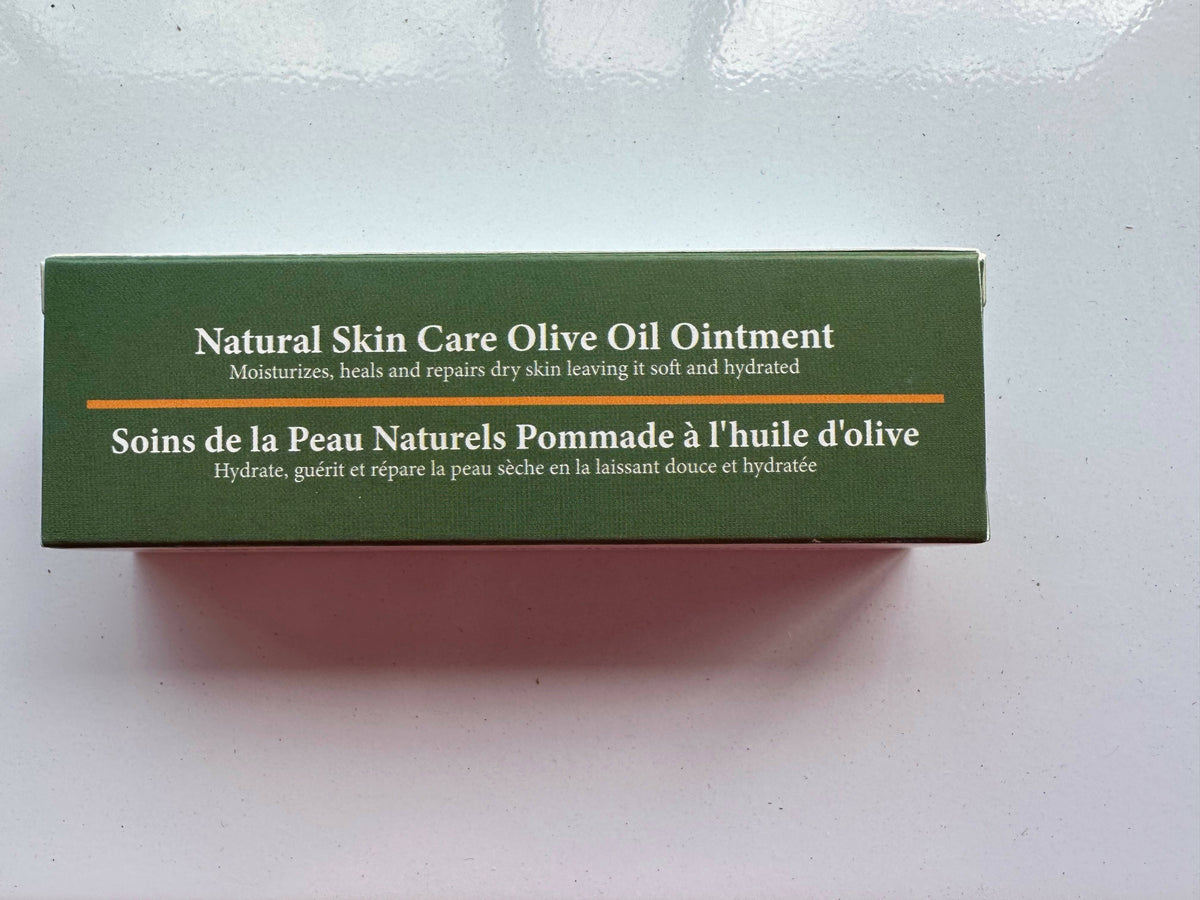 Natural Skin Care Olive Oil Ointment
Moisturizes, heals and repairs dry skin leaving it soft and hydrated
Soins de la Peau Naturels Pommade à l'huile d'olive
Hydrate, guérit et répare la peau sèche en la laissant douce et hydratée